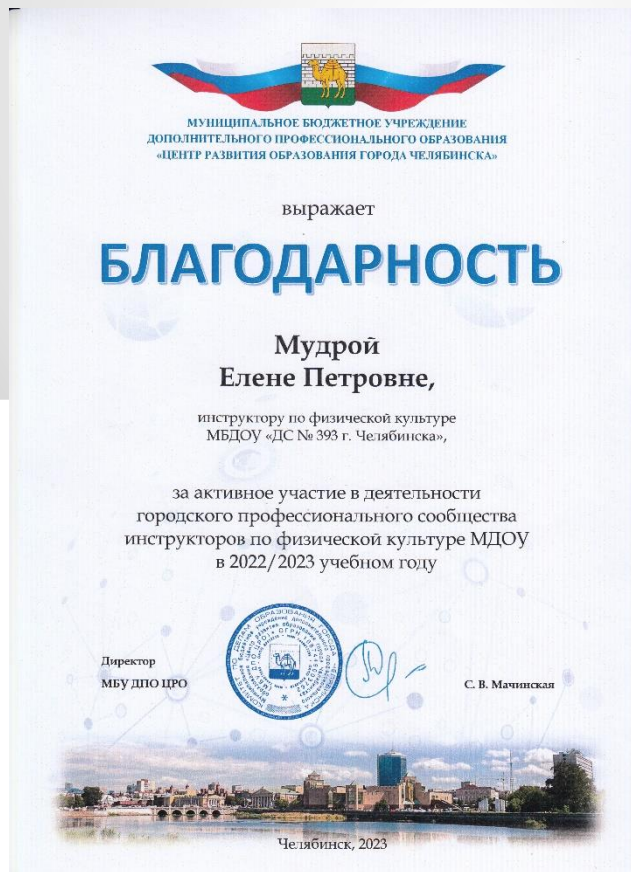 МУНИЦИПАЛЬНОЕ БЮДЖЕТНОЕ УЧРЕЖДЕНИЕ
ДОПОЛНИТЕЛЬНОГО ПРОФЕССИОНАЛЬНОГО ОБРАЗОВАНИЯ
«ЦЕНТР РАЗВИТИЯ ОБРАЗОВАНИЯ ГОРОДА ЧЕЛЯБИНСКА»
выражает
БЛАГОДАРНОСТЬ
Мудрой
Елене Петровне,
инструктору по физической культуре
МБДОУ «ДС № 393 г. Челябинска»,
за активное участие в деятельности
городского профессионального сообщества
инструкторов по физической культуре МДОУ
в 2022/2023 учебном году
Директор
МБУ ДПО ЦРО
С. В. Мачинская
Челябинск, 2023